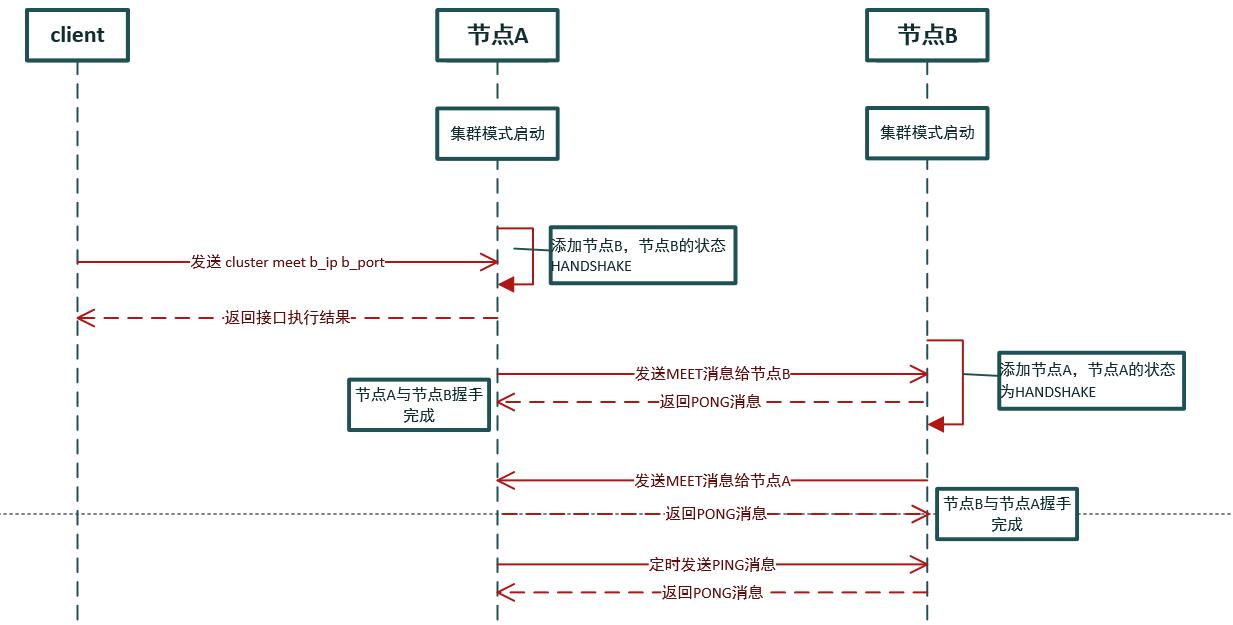 client
节点A
节点B
集群模式启动
集群模式启动
添加节点B，节点B的状态
HANDSHAKE
发送 cluster meet b_ip b_port
返回接口执行结果
添加节点A，节点A的状态
为HANDSHAKE
发送MEET消息给节点B
节点A与节点B握手
完成
返回PONG消息
发送MEET消息给节点A
节点B与节点A握手
完成
返回PONG消息
定时发送PING消息
返回PONG消息